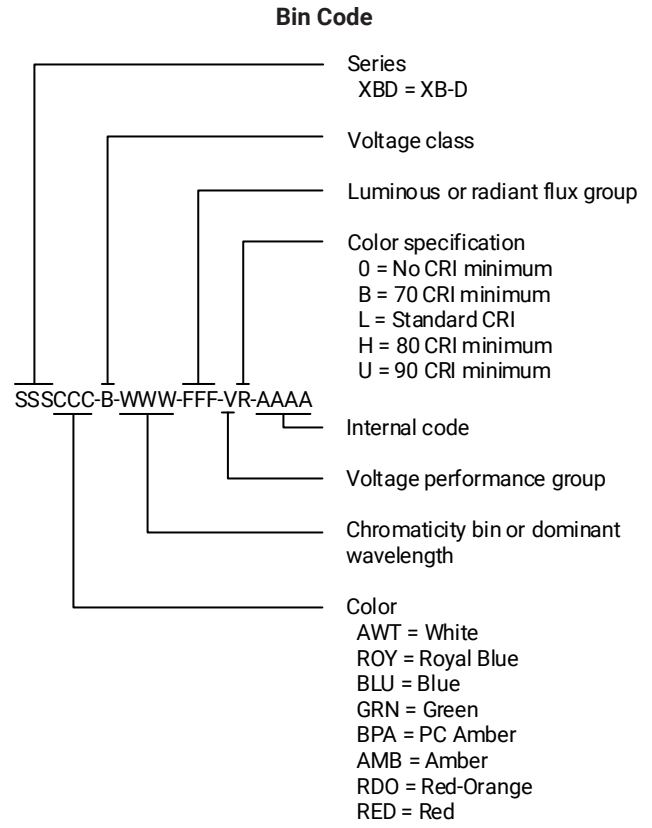 Bin Code
Series
XBD = XB-D
Voltage class
Luminous or radiant flux group
Color specification
0 = No CRI minimum
B = 70 CRI minimum
L = Standard CRI
H = 80 CRI minimum
U = 90 CRI minimum
SSSCCC-B-WWW-FFF-VR-AAAA
Internal code
Voltage performance group
Chromaticity bin or dominant
wavelength
Color
AWT = White
ROY = Royal Blue
BLU = Blue
GRN = Green
BPA = PC Amber
AMB = Amber
RDO = Red-Orange
RED = Red